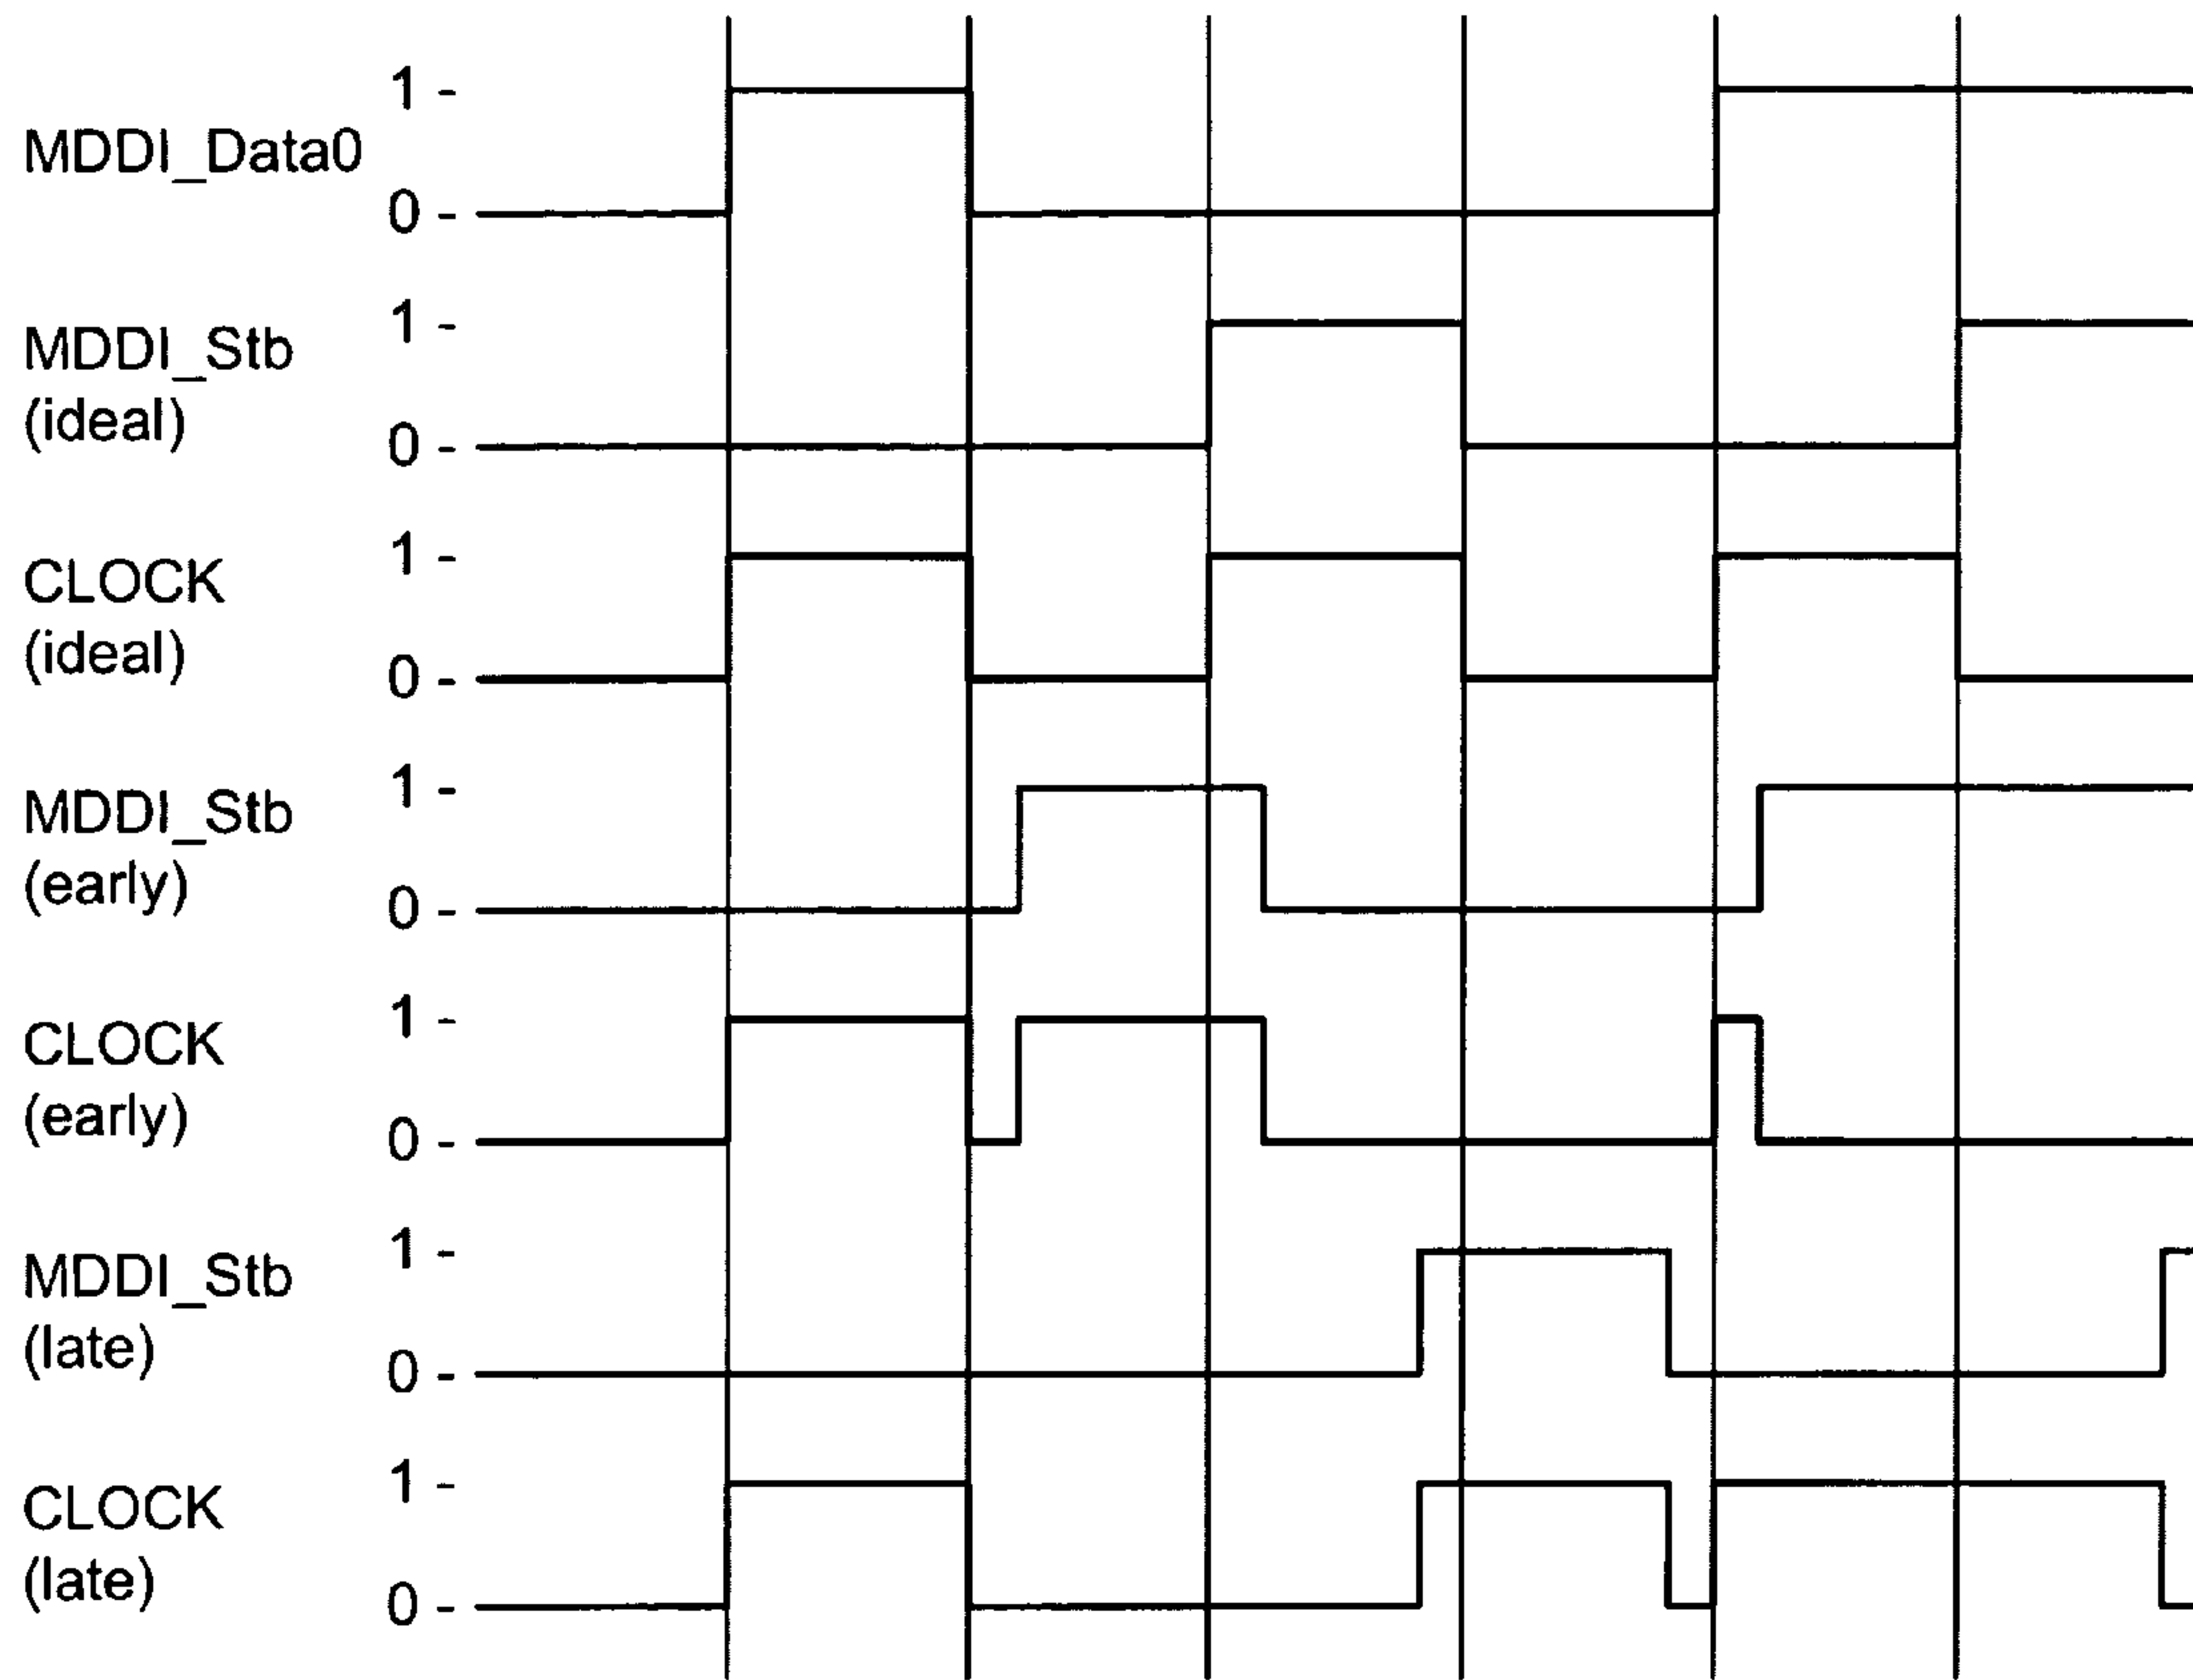 1 -
MDDI_Data0
0 -
1 -
MDDI_Stb
(ideal)
0 -
1 -
CLOCK
(ideal)
0 -
1 -
MDDI_Stb
(early)
0 -
1 -
CLOCK
(early)
0 -
1 -
MDDI_Stb
(late)
0 -
1 -
CLOCK
(late)
0 -